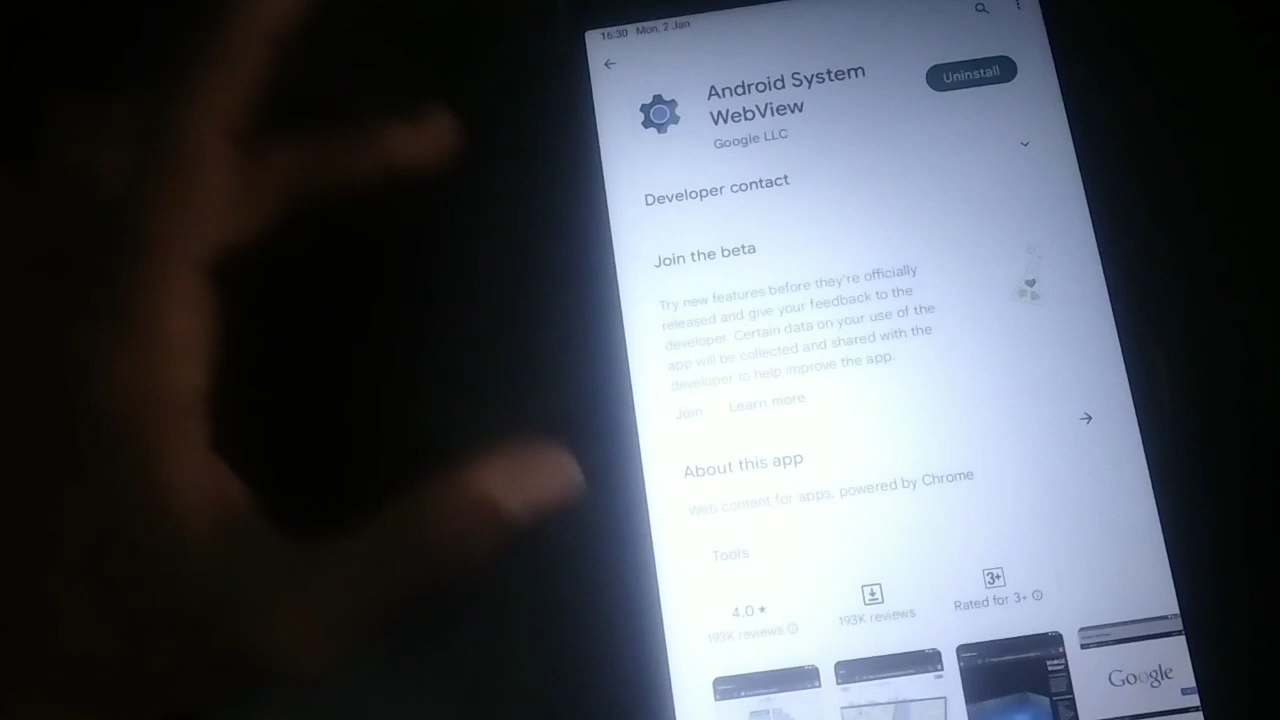 16:30 Mon, 2 Jan
Android System
WebView
Google LLC
Uninstall
Developer contact
Join the beta
Try new features before they're officially
released and give your feedback to the
developer. Certain data on your use of the
app will be collected and shared with the
developer to help improve the app.
Join Learn more
About this app
Web content for apps, powered by Chrome
Tools
4.0 ★
193K reviews
193K reviews
3+
Rated for 3+
Google